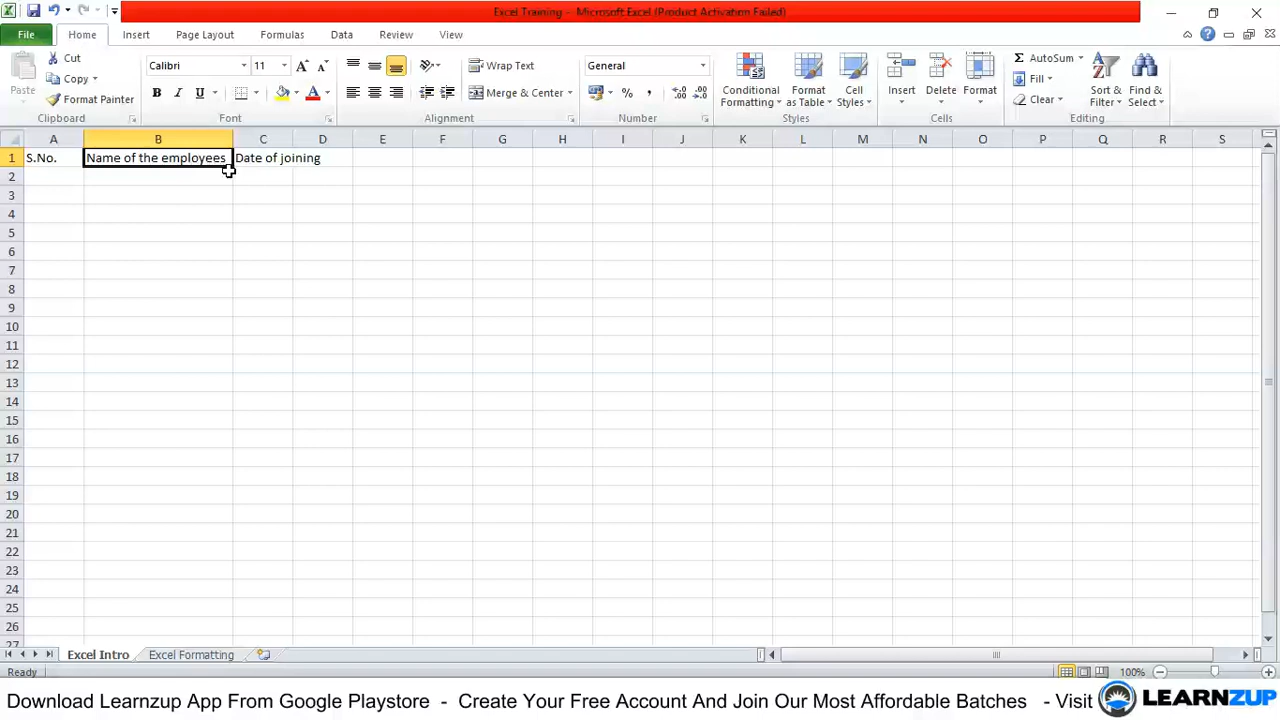 Excel Training - Microsoft Excel (Product Activation Failed)
File Home Insert Page Layout Formulas Data Review View
Cut
Copy
Format Painter
Paste
Clipboard
Calibri 11
B I U A
Font
Wrap Text
Merge & Center
Alignment
General
% ,
Number
Conditional Formatting
Format as Table
Cell Styles
Styles
Insert
Delete
Format
Cells
AutoSum
Fill
Clear
Sort & Filter
Find & Select
Editing
A B C D E F G H I J K L M N O P Q R S
1 S.No. Name of the employees Date of joining
2
3
4
5
6
7
8
9
10
11
12
13
14
15
16
17
18
19
20
21
22
23
24
25
26
27
Excel Intro Excel Formatting
Ready 100%
Download Learnzup App From Google Playstores - Create Your Free Account And Join Our Most Affordable Batches - Visit LEARNZUP